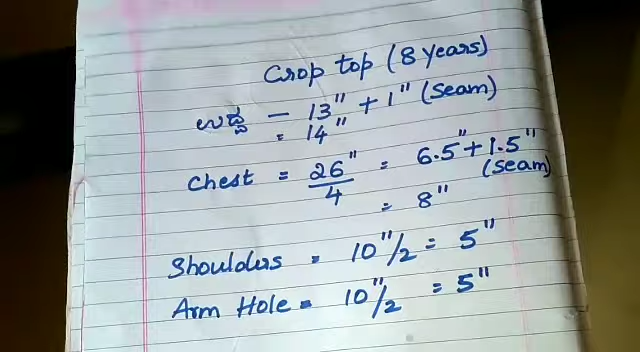 Crop top (8 years)
ಉದ್ದ - 13" + 1" (Seam)
= 14"
Chest = 26"/4 = 6.5" + 1.5" (Seam)
= 8"
Shoulders = 10"/2 = 5"
Arm Hole = 10"/2 = 5"